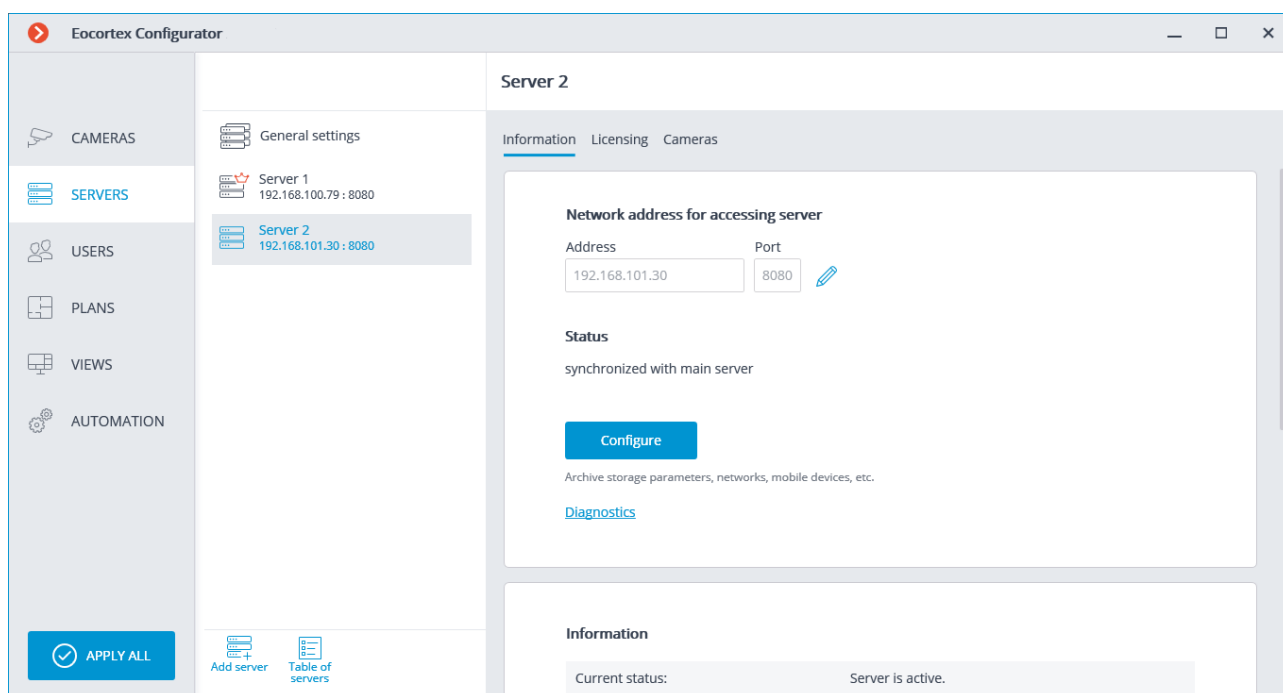 Eocortex Configurator
CAMERAS
SERVERS
USERS
PLANS
VIEWS
AUTOMATION
APPLY ALL
General settings
Server 1
192.168.100.79 : 8080
Server 2
192.168.101.30 : 8080
Add server
Table of
servers
Server 2
Information Licensing Cameras
Network address for accessing server
Address Port
192.168.101.30 8080
Status
synchronized with main server
Configure
Archive storage parameters, networks, mobile devices, etc.
Diagnostics
Information
Current status: Server is active.